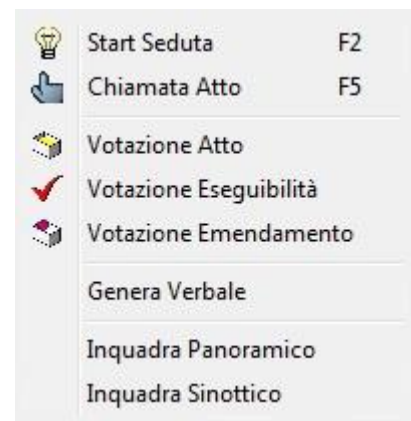 Start Seduta F2
Chiamata Atto F5
Votazione Atto
Votazione Eseguibilità
Votazione Emendamento
Genera Verbale
Inquadra Panoramico
Inquadra Sinottico